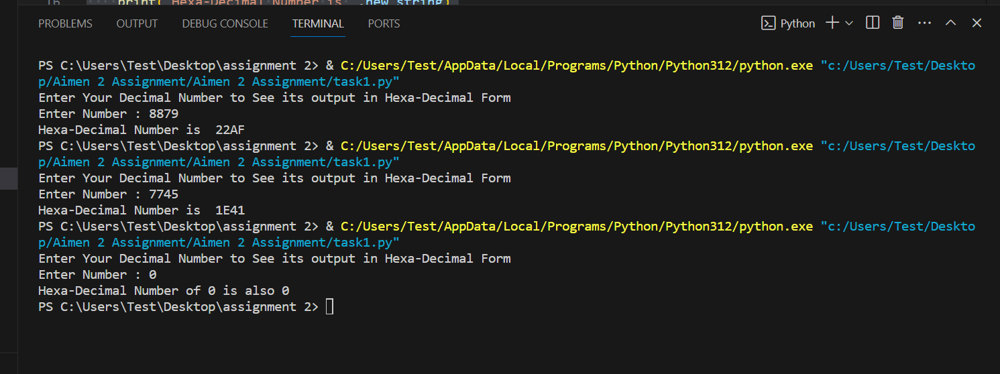 16 print( Hexa-Decimal Number is ,new_string)
PROBLEMS OUTPUT DEBUG CONSOLE TERMINAL PORTS Python
PS C:\Users\Test\Desktop\assignment 2> & C:/Users/Test/AppData/Local/Programs/Python/Python312/python.exe "c:/Users/Test/Deskto
p/Aimen 2 Assignment/Aimen 2 Assignment/task1.py"
Enter Your Decimal Number to See its output in Hexa-Decimal Form
Enter Number : 8879
Hexa-Decimal Number is  22AF
PS C:\Users\Test\Desktop\assignment 2> & C:/Users/Test/AppData/Local/Programs/Python/Python312/python.exe "c:/Users/Test/Deskto
p/Aimen 2 Assignment/Aimen 2 Assignment/task1.py"
Enter Your Decimal Number to See its output in Hexa-Decimal Form
Enter Number : 7745
Hexa-Decimal Number is  1E41
PS C:\Users\Test\Desktop\assignment 2> & C:/Users/Test/AppData/Local/Programs/Python/Python312/python.exe "c:/Users/Test/Deskto
p/Aimen 2 Assignment/Aimen 2 Assignment/task1.py"
Enter Your Decimal Number to See its output in Hexa-Decimal Form
Enter Number : 0
Hexa-Decimal Number of 0 is also 0
PS C:\Users\Test\Desktop\assignment 2>